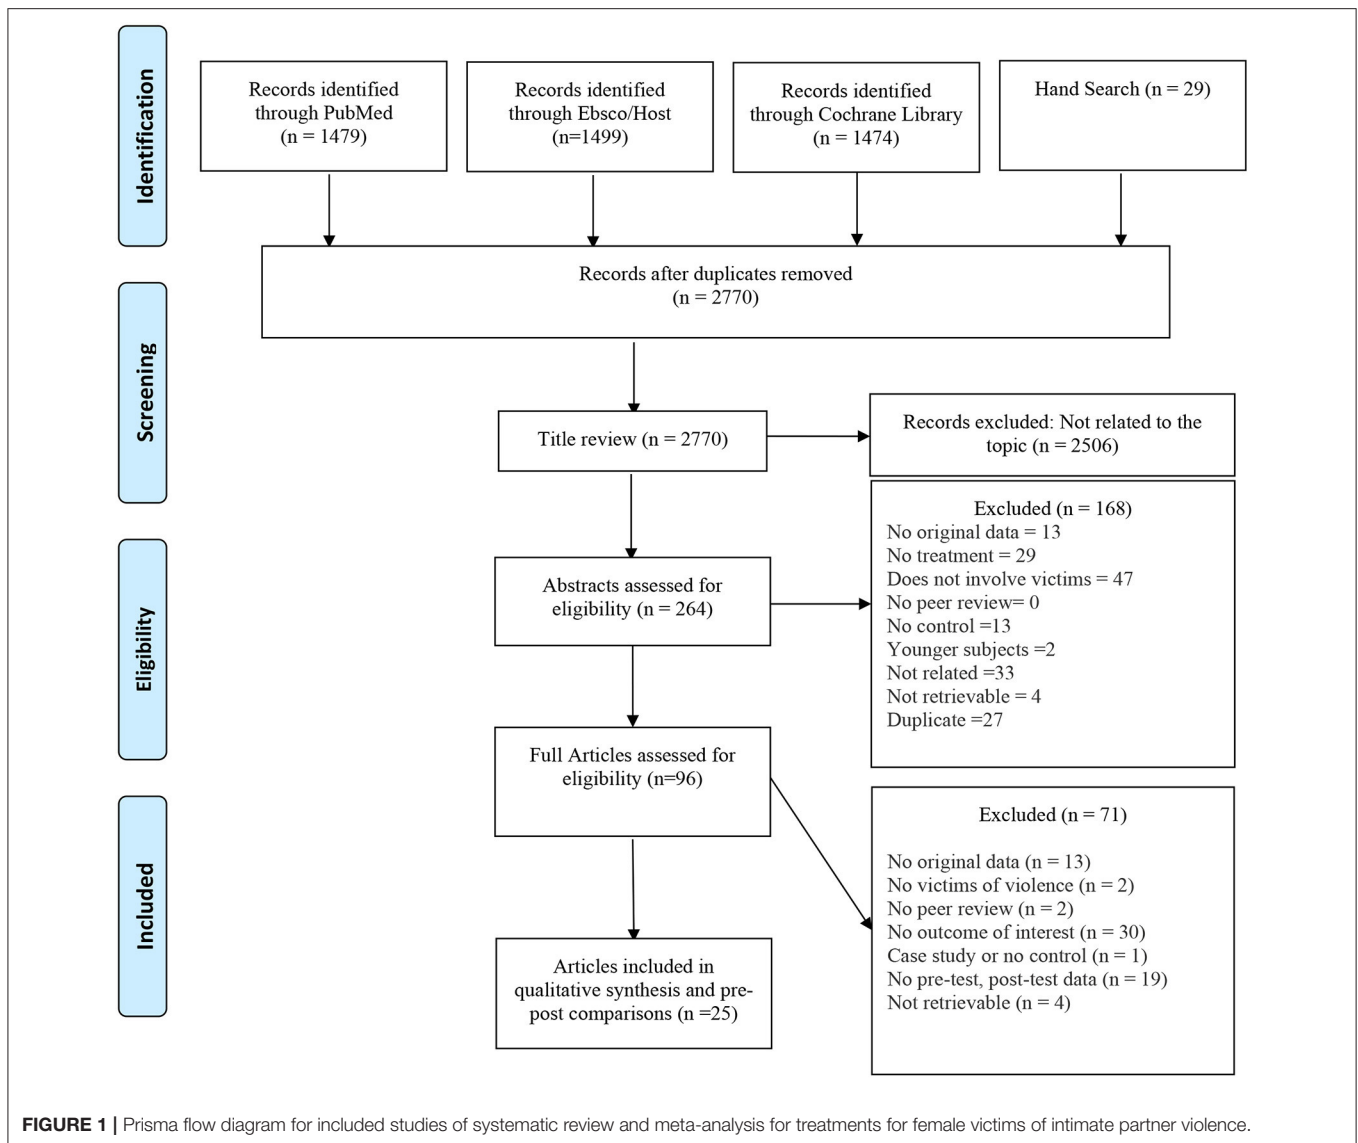 Identification
Records identified
through PubMed
(n = 1479)
Records identified
through Ebsco/Host
(n=1499)
Records identified
through Cochrane Library
(n = 1474)
Hand Search (n = 29)
Records after duplicates removed
(n = 2770)
Screening
Title review (n = 2770)
Records excluded: Not related to the
topic (n = 2506)
Eligibility
Abstracts assessed for
eligibility (n = 264)
Excluded (n = 168)
No original data = 13
No treatment = 29
Does not involve victims = 47
No peer review= 0
No control =13
Younger subjects =2
Not related =33
Not retrievable = 4
Duplicate =27
Full Articles assessed for
eligibility (n=96)
Excluded (n = 71)
No original data (n = 13)
No victims of violence (n = 2)
No peer review (n = 2)
No outcome of interest (n = 30)
Case study or no control (n = 1)
No pre-test, post-test data (n = 19)
Not retrievable (n = 4)
Included
Articles included in
qualitative synthesis and pre-
post comparisons (n =25)
FIGURE 1 | Prisma flow diagram for included studies of systematic review and meta-analysis for treatments for female victims of intimate partner violence.